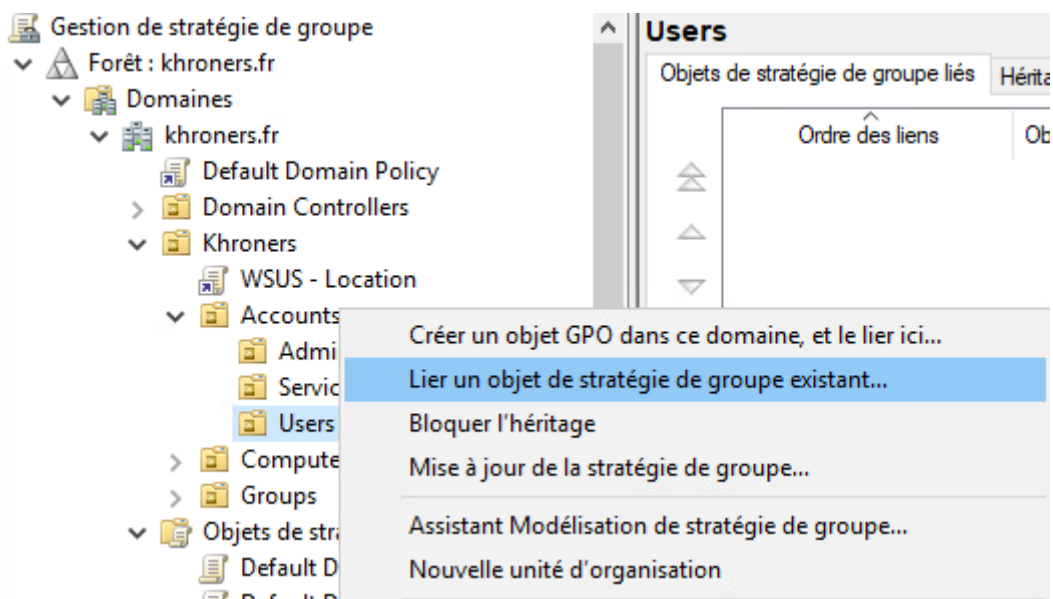 Gestion de stratégie de groupe
Forêt : khroners.fr
Domaines
khroners.fr
Default Domain Policy
Domain Controllers
Khroners
WSUS - Location
Accounts
Admi
Servic
Users
Compute
Groups
Objets de stra
Default D
Users
Objets de stratégie de groupe liés
Hérita
Ordre des liens
Ob
Créer un objet GPO dans ce domaine, et le lier ici...
Lier un objet de stratégie de groupe existant...
Bloquer l'héritage
Mise à jour de la stratégie de groupe...
Assistant Modélisation de stratégie de groupe...
Nouvelle unité d'organisation